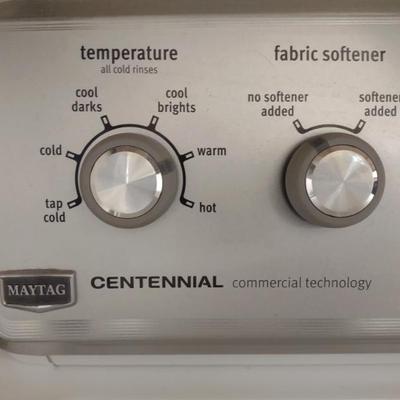 temperature
all cold rinses
cool
darks
cool
brights
cold
warm
tap
cold
hot
fabric softener
no softener
added
softener
added
MAYTAG
CENTENNIAL commercial technology